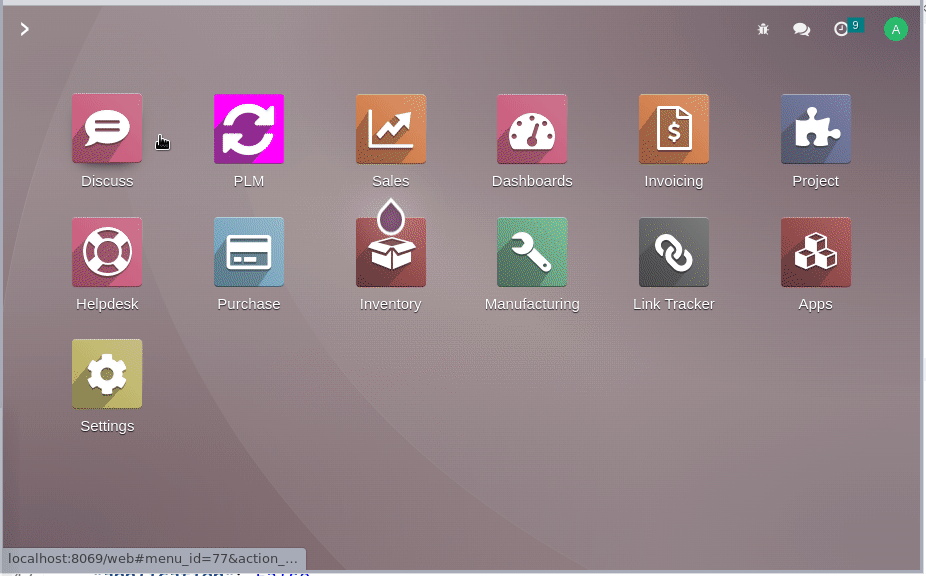 9
A
Discuss
PLM
Sales
Dashboards
Invoicing
Project
Helpdesk
Purchase
Inventory
Manufacturing
Link Tracker
Apps
Settings
localhost:8069/web#menu_id=77&action_...